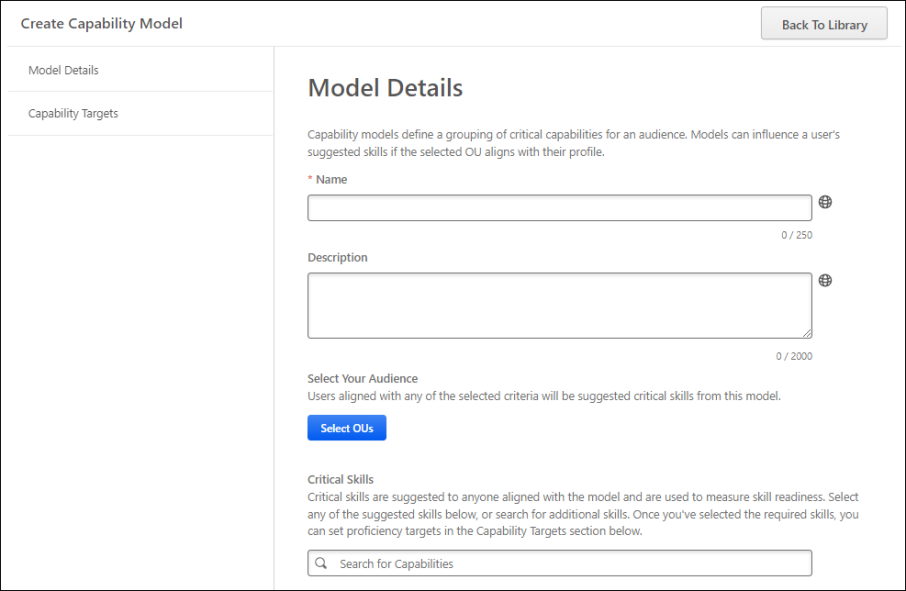 Create Capability Model
Back To Library
Model Details
Capability Targets
Model Details
Capability models define a grouping of critical capabilities for an audience. Models can influence a user's
suggested skills if the selected OU aligns with their profile.
* Name
0 / 250
Description
0 / 2000
Select Your Audience
Users aligned with any of the selected criteria will be suggested critical skills from this model.
Select OUs
Critical Skills
Critical skills are suggested to anyone aligned with the model and are used to measure skill readiness. Select
any of the suggested skills below, or search for additional skills. Once you've selected the required skills, you
can set proficiency targets in the Capability Targets section below.
Search for Capabilities